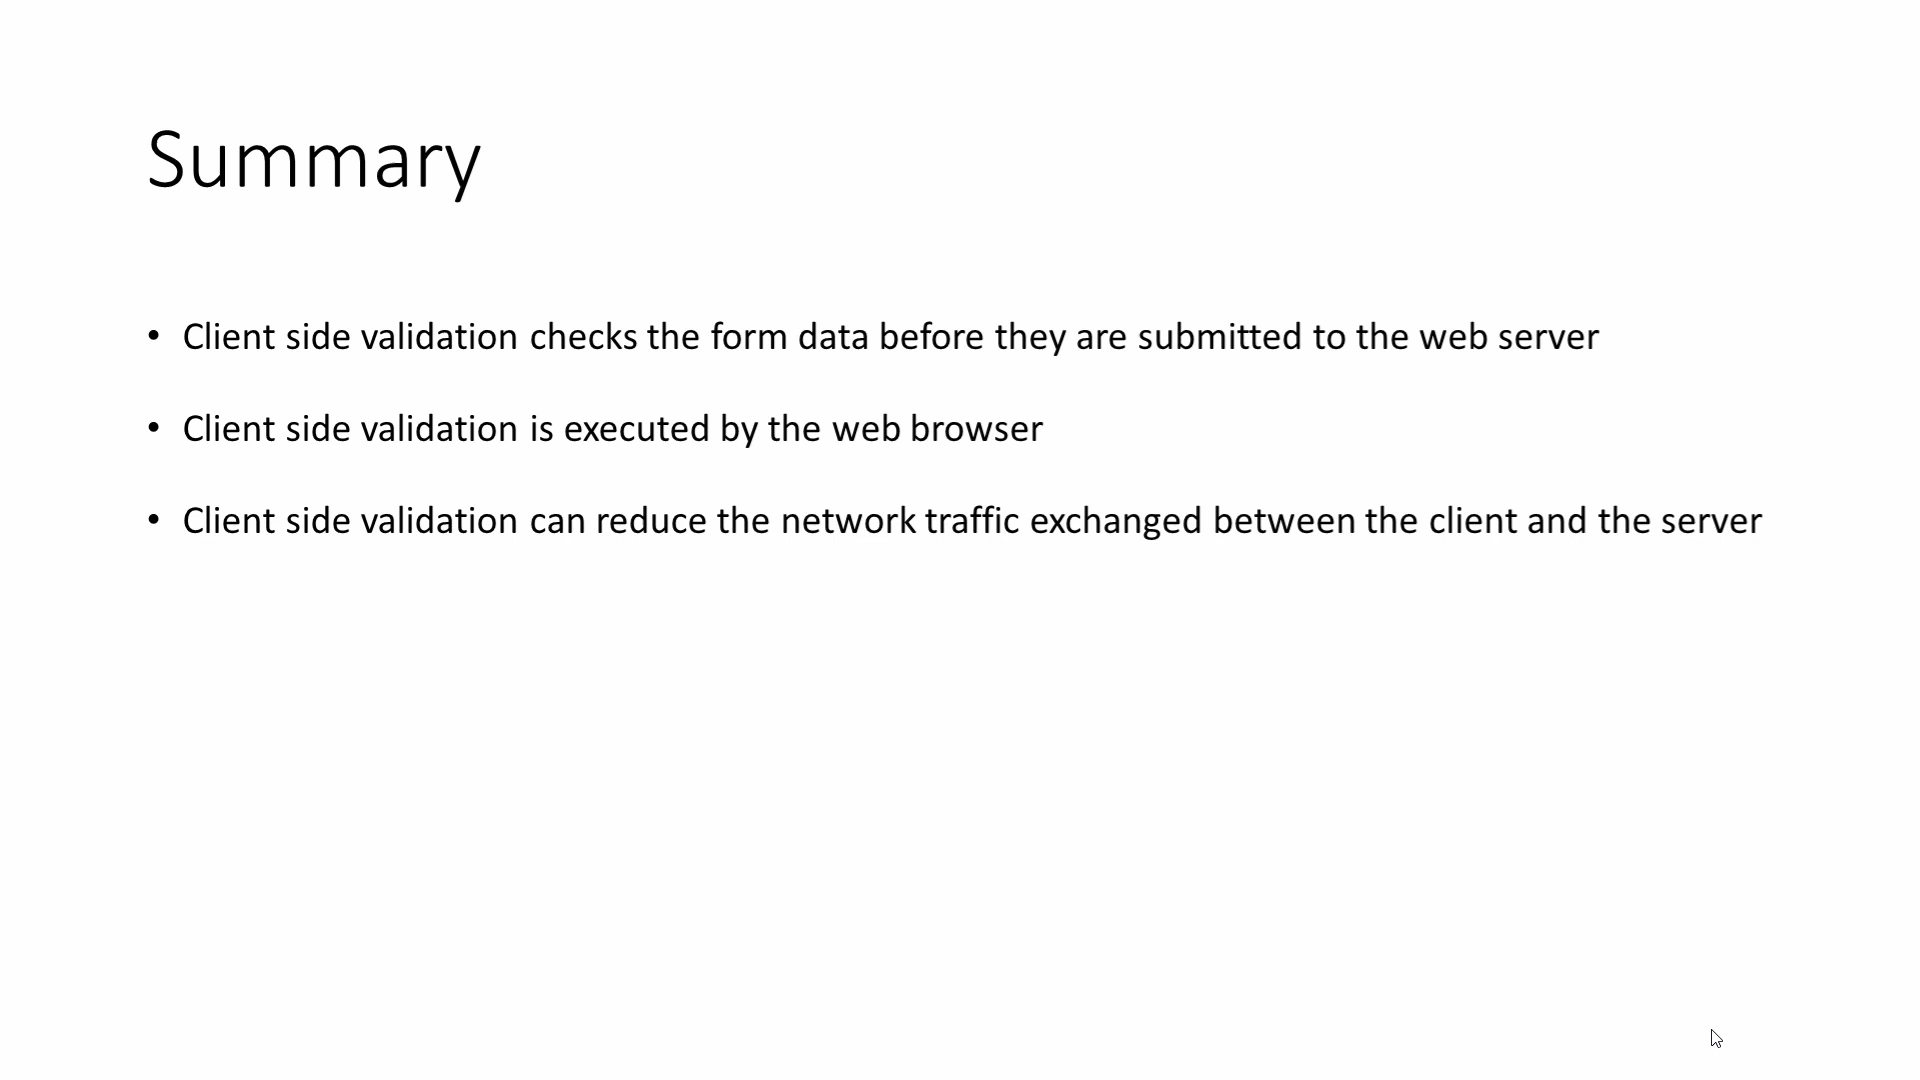 Summary
• Client side validation checks the form data before they are submitted to the web server
• Client side validation is executed by the web browser
• Client side validation can reduce the network traffic exchanged between the client and the server